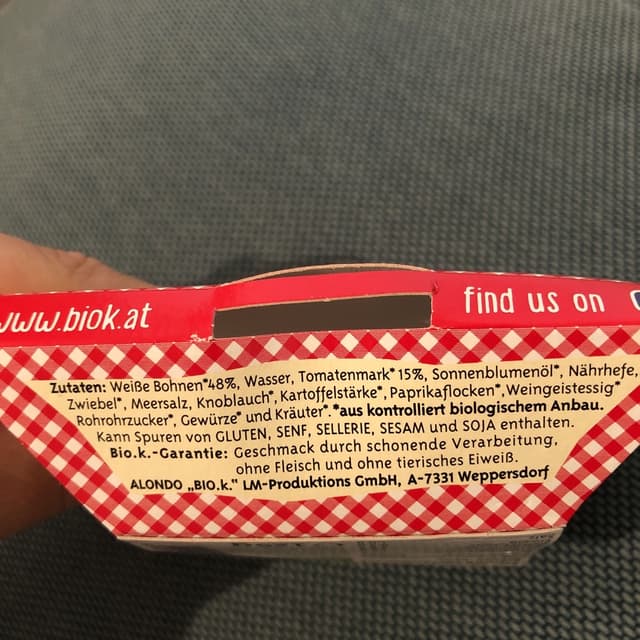 www.biok.at
find us on
Zutaten: Weiße Bohnen*48%, Wasser, Tomatenmark*15%, Sonnenblumenöl*, Nährhefe,
Zwiebel*, Meersalz, Knoblauch*, Kartoffelstärke*, Paprikaflocken*, Weingeistessig*
Rohrohrzucker*, Gewürze* und Kräuter*. *aus kontrolliert biologischem Anbau.
Kann Spuren von GLUTEN, SENF, SELLERIE, SESAM und SOJA enthalten.
Bio.k.-Garantie: Geschmack durch schonende Verarbeitung,
ohne Fleisch und ohne tierisches Eiweiß.
ALONDO „BIO.k." LM-Produktions GmbH, A-7331 Weppersdorf